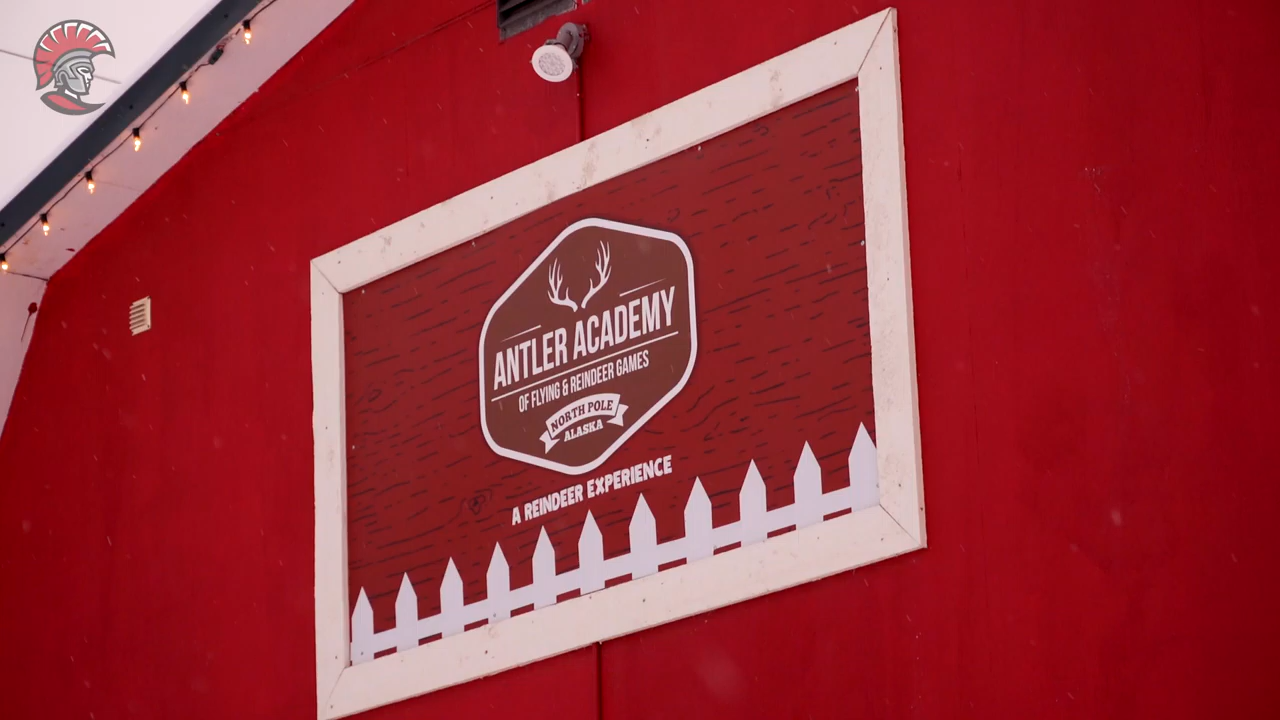 ANTLER ACADEMY
OF FLYING & REINDEER GAMES
NORTH POLE
ALASKA
A REINDEER EXPERIENCE